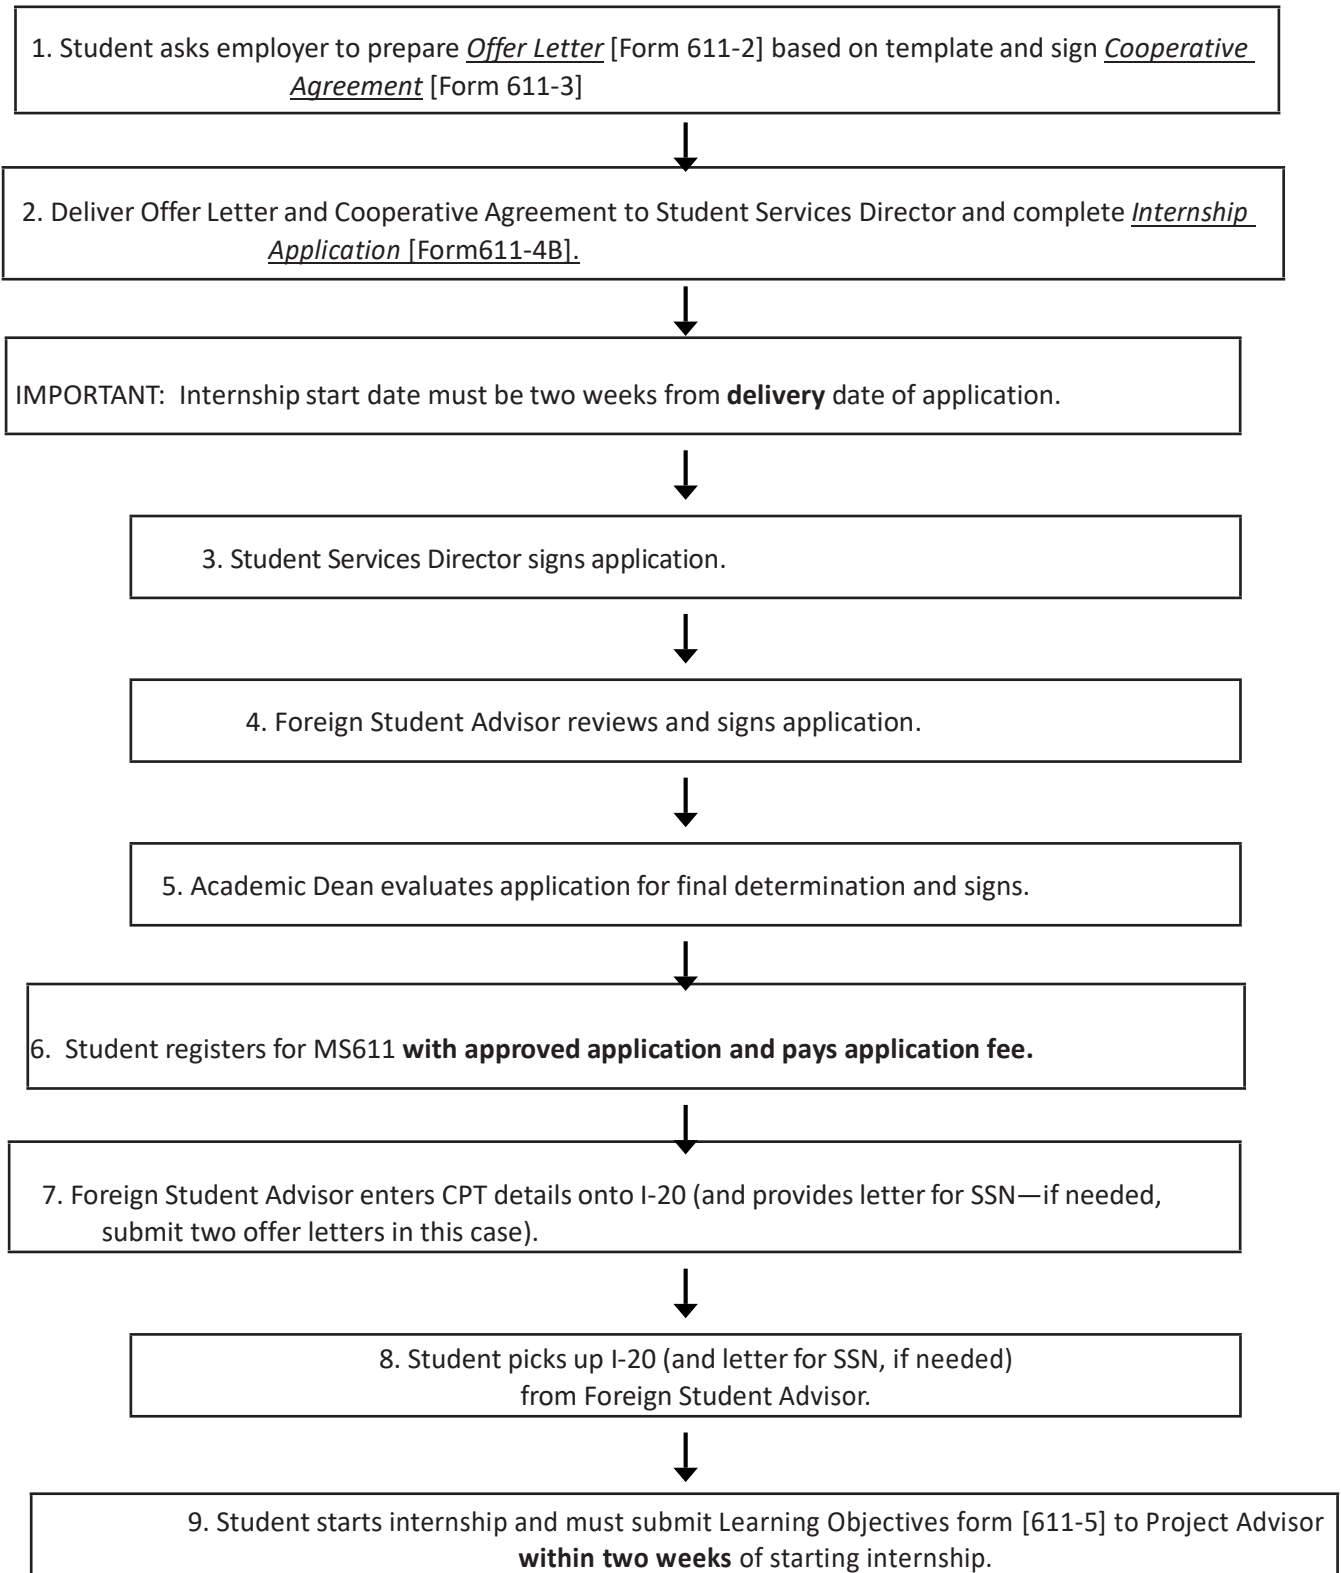 1. Student asks employer to prepare Offer Letter [Form 611-2] based on template and sign Cooperative
Agreement [Form 611-3]
2. Deliver Offer Letter and Cooperative Agreement to Student Services Director and complete Internship
Application [Form611-4B].
IMPORTANT: Internship start date must be two weeks from delivery date of application.
3. Student Services Director signs application.
4. Foreign Student Advisor reviews and signs application.
5. Academic Dean evaluates application for final determination and signs.
6. Student registers for MS611 with approved application and pays application fee.
7. Foreign Student Advisor enters CPT details onto I-20 (and provides letter for SSN—if needed,
submit two offer letters in this case).
8. Student picks up I-20 (and letter for SSN, if needed)
from Foreign Student Advisor.
9. Student starts internship and must submit Learning Objectives form [611-5] to Project Advisor
within two weeks of starting internship.